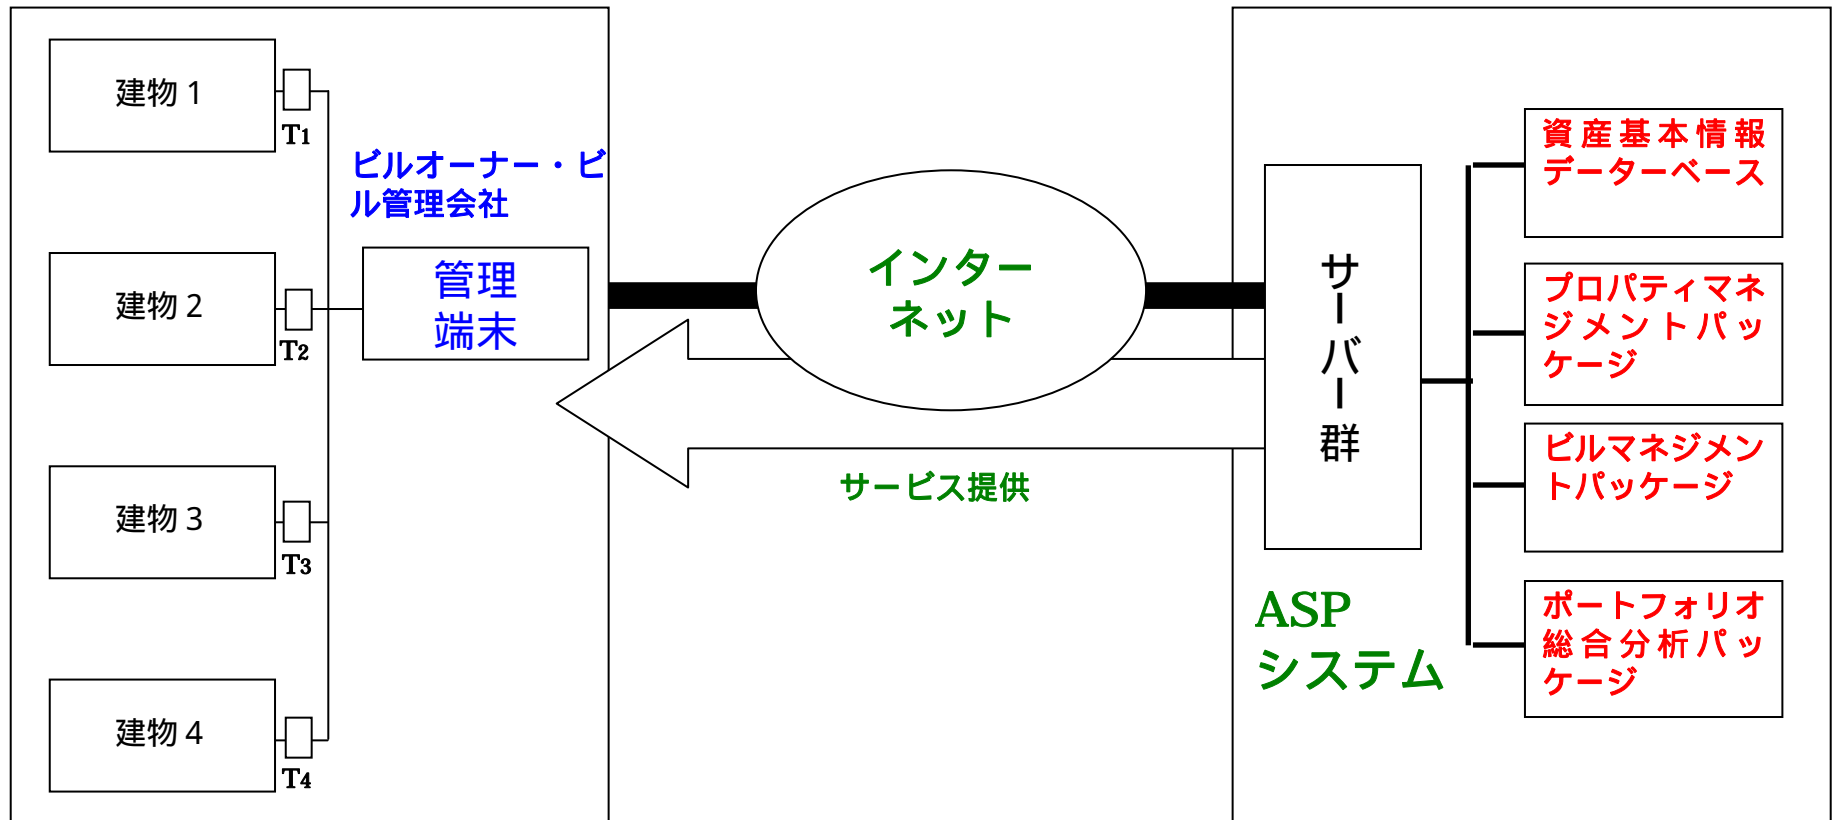 建物 1
T1
ビルオーナー・ビ
ル管理会社
建物 2
T2
管理
端末
建物 3
T3
建物 4
T4
インター
ネット
サービス提供
サーバー群
ASP
システム
資産基本情報
データーベース
プロパティマネ
ジメントパッ
ケージ
ビルマネジメン
トパッケージ
ポートフォリオ
総合分析パッ
ケージ